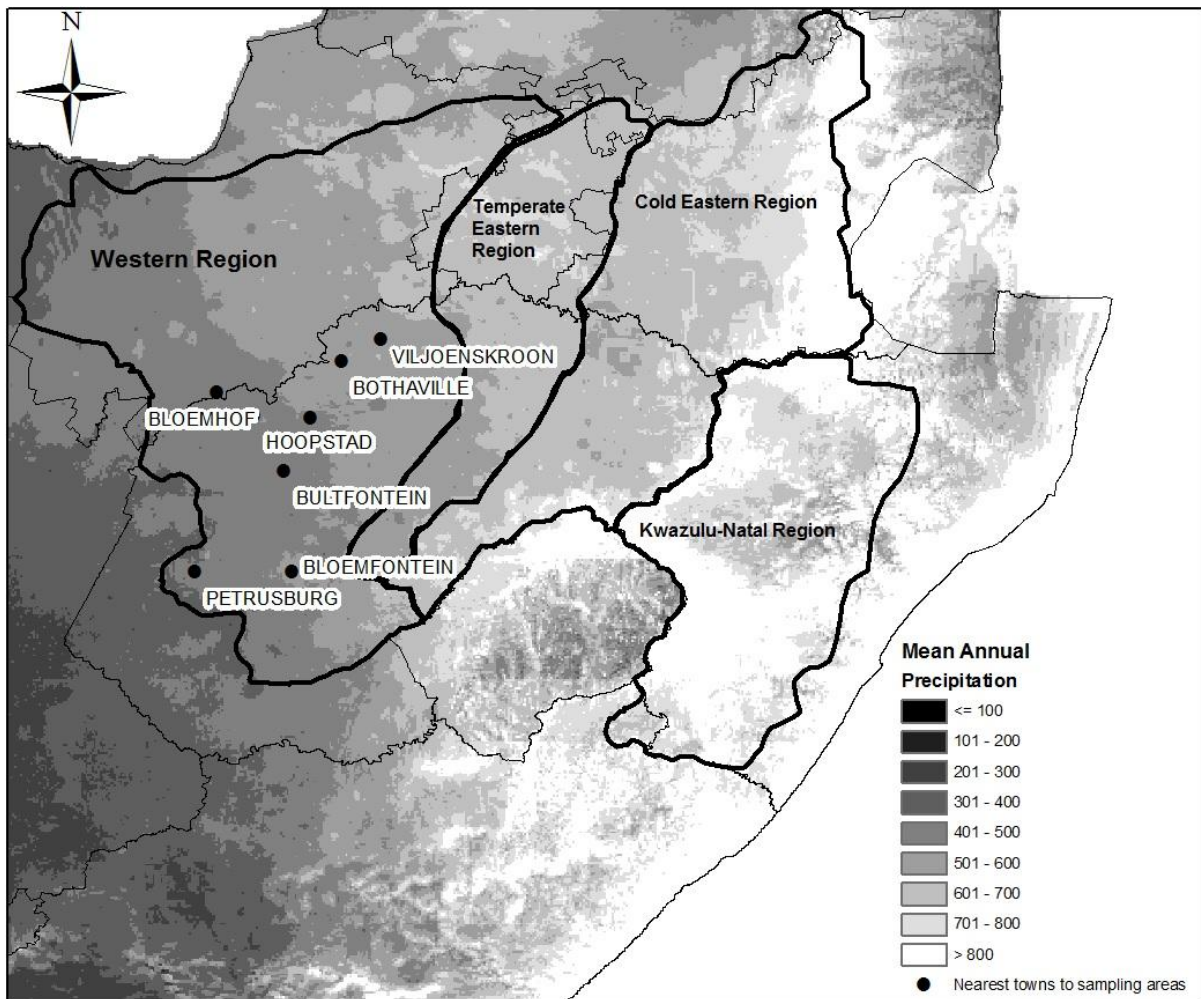 N
Temperate
Eastern
Region
Cold Eastern Region
Western Region
VILJOENSKROON
BOTHAVILLE
BLOEMHOF
HOOPSTAD
BULTFONTEIN
Kwazulu-Natal Region
BLOEMFONTEIN
PETRUSBURG
Mean Annual
Precipitation
<= 100
101 - 200
201 - 300
301 - 400
401 - 500
501 - 600
601 - 700
701 - 800
> 800
Nearest towns to sampling areas